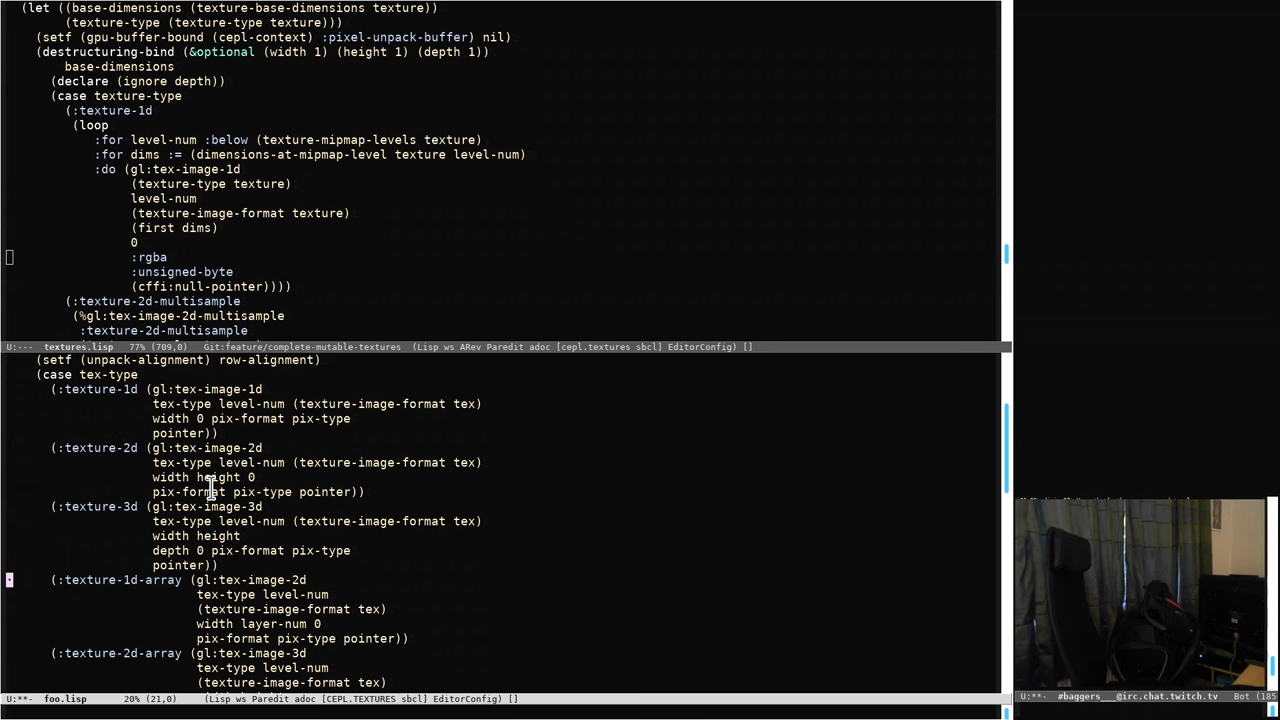 (let ((base-dimensions (texture-base-dimensions texture))
(texture-type (texture-type texture)))
(setf (gpu-buffer-bound (cepl-context) :pixel-unpack-buffer) nil)
(destructuring-bind (&optional (width 1) (height 1) (depth 1))
base-dimensions
(declare (ignore depth))
(case texture-type
(:texture-1d
(loop
:for level-num :below (texture-mipmap-levels texture)
:for dims := (dimensions-at-mipmap-level texture level-num)
:do (gl:tex-image-1d
(texture-type texture)
level-num
(texture-image-format texture)
(first dims)
0
:rgba
:unsigned-byte
(cffi:null-pointer))))
(:texture-2d-multisample
(%gl:tex-image-2d-multisample
:texture-2d-multisample
U:--- textures.lisp 77% (709,0) Git:feature/complete-mutable-textures (Lisp ws ARev Paredit adoc [cepl.textures sbcl] EditorConfig) []
(setf (unpack-alignment) row-alignment)
(case tex-type
(:texture-1d (gl:tex-image-1d
tex-type level-num (texture-image-format tex)
width 0 pix-format pix-type
pointer))
(:texture-2d (gl:tex-image-2d
tex-type level-num (texture-image-format tex)
width height 0
pix-format pix-type pointer))
(:texture-3d (gl:tex-image-3d
tex-type level-num (texture-image-format tex)
width height
depth 0 pix-format pix-type
pointer))
(:texture-1d-array (gl:tex-image-2d
tex-type level-num
(texture-image-format tex)
width layer-num 0
pix-format pix-type pointer))
(:texture-2d-array (gl:tex-image-3d
tex-type level-num
(texture-image-format tex)
U:**- foo.lisp 20% (21,0) (Lisp ws Paredit adoc [CEPL.TEXTURES sbcl] EditorConfig) []
U:**- #baggers___@irc.chat.twitch.tv Bot (185